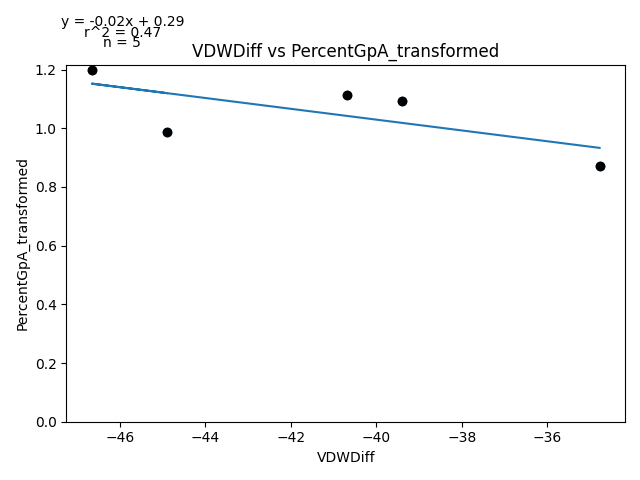 y = -0.02x + 0.29
r^2 = 0.47
n = 5
VDWDiff vs PercentGpA_transformed
1.2
1.0
0.8
0.6
0.4
0.2
0.0
PercentGpA_transformed
−46
−44
−42
−40
−38
−36
VDWDiff